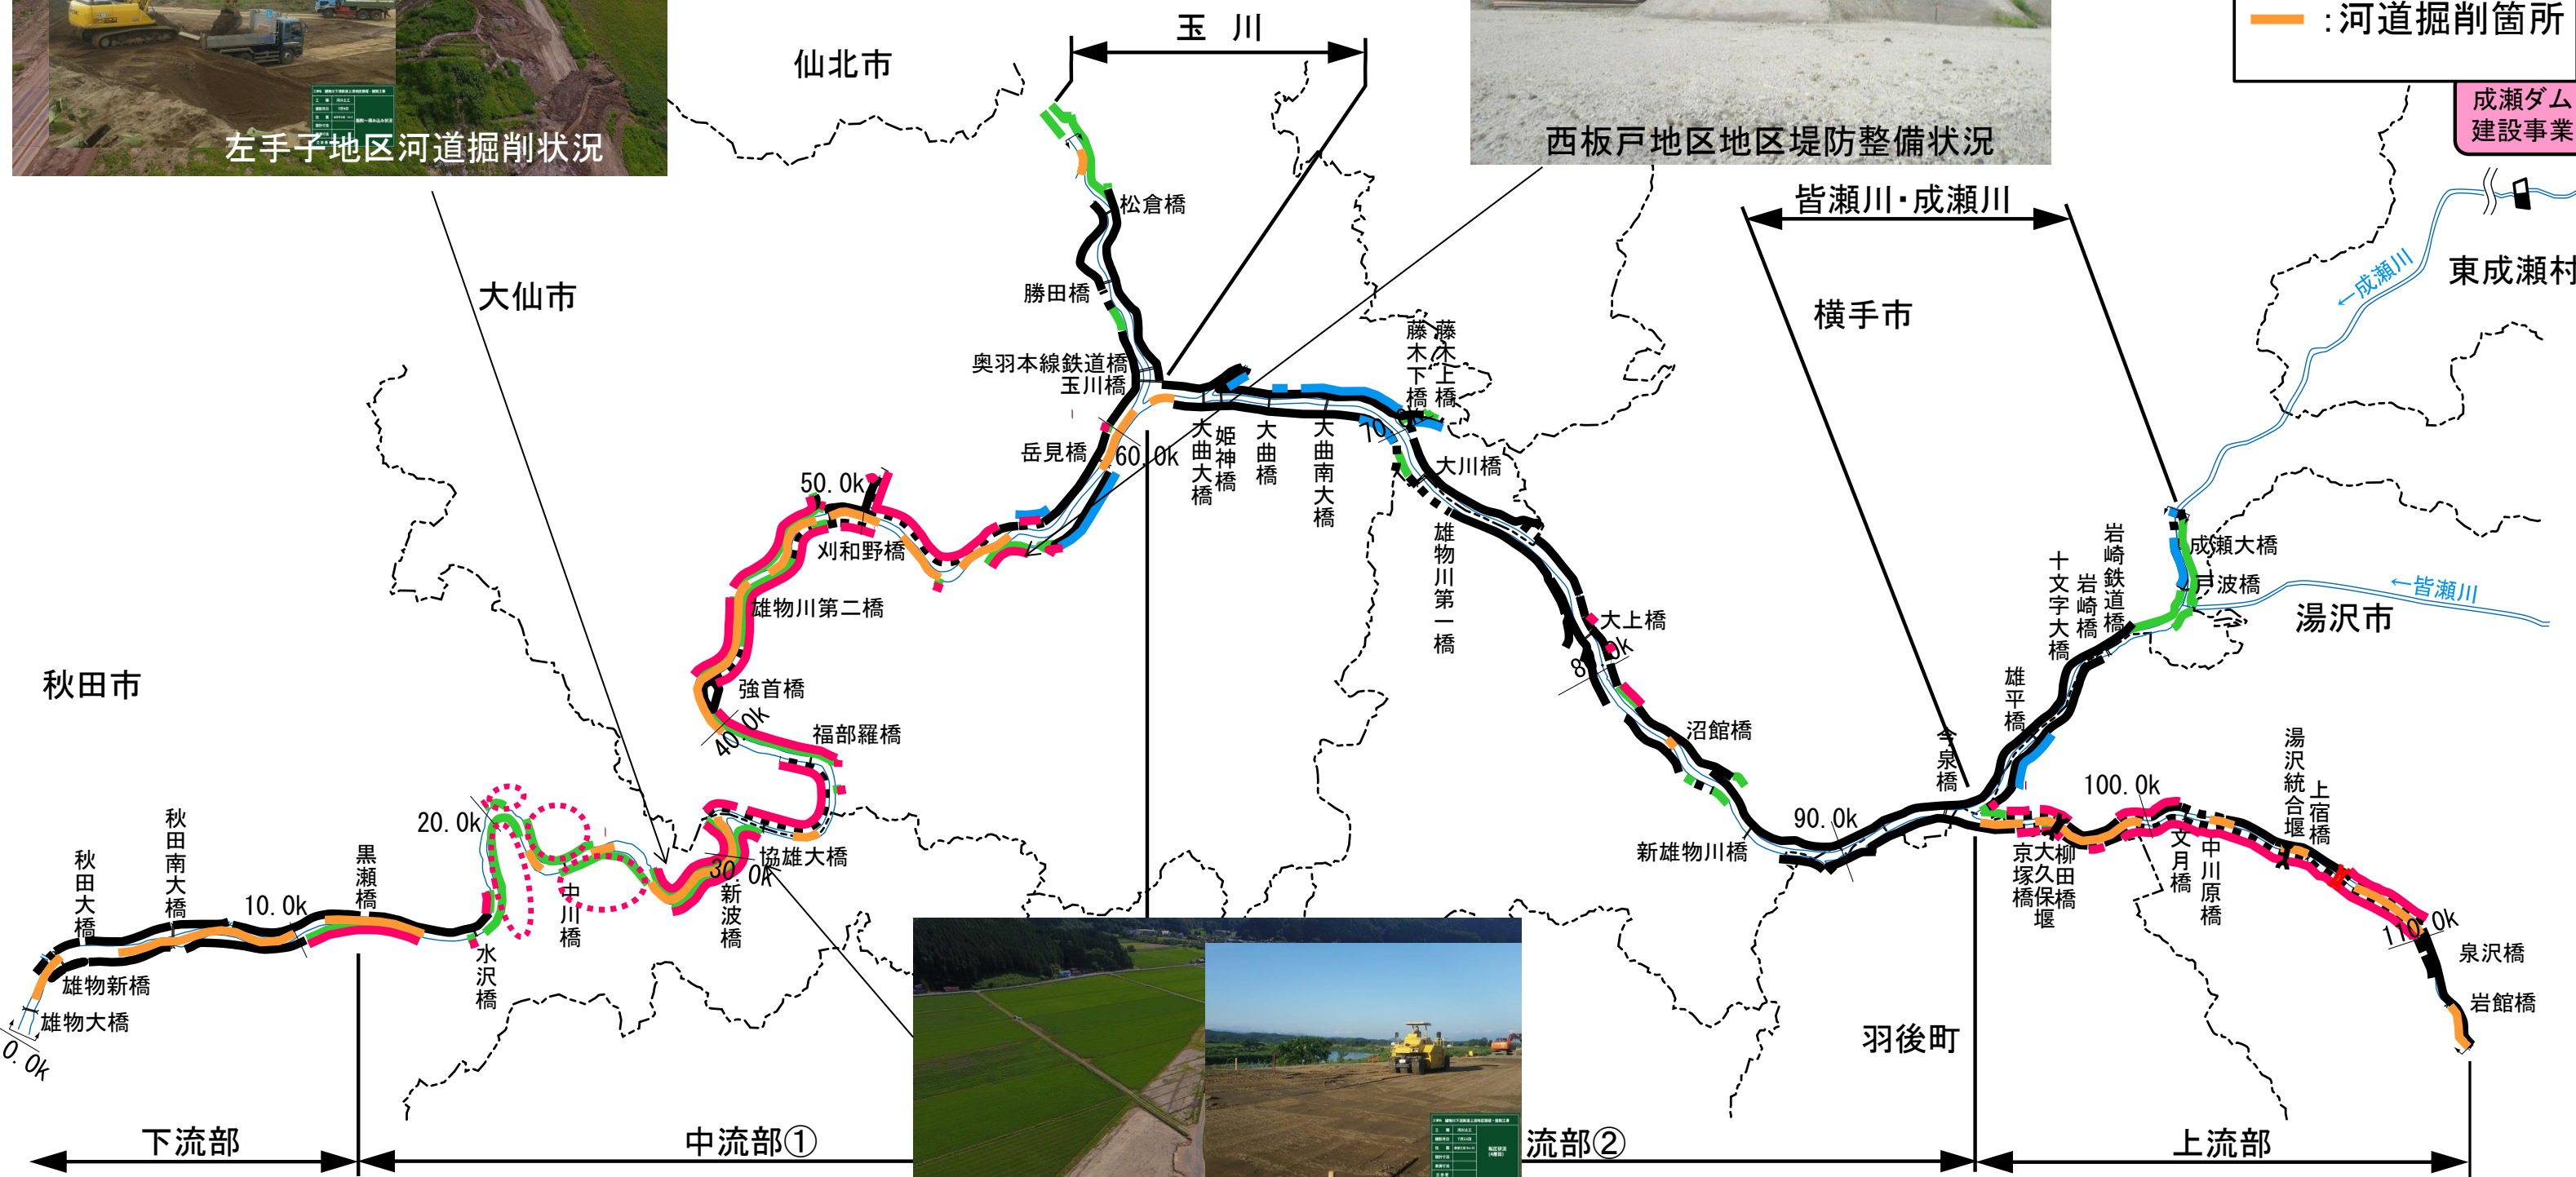 左手子地区河道掘削状況
西板戸地区地区堤防整備状況
:河道掘削箇所
成瀬ダム
建設事業
玉 川
仙北市
皆瀬川・成瀬川
←成瀬川
東成瀬村
松倉橋
大仙市
勝田橋
横手市
藤木下橋
藤木上橋
奥羽本線鉄道橋
玉川橋
岳見橋
60.0k
大曲大橋
姫神橋
大曲橋
大曲南大橋
大川橋
50.0k
刈和野橋
雄物川第一橋
成瀬大橋
戸波橋
←皆瀬川
湯沢市
岩崎鉄道橋
岩崎橋
十文字大橋
雄物川第二橋
大上橋
秋田市
強首橋
40.0k
福部羅橋
沼館橋
雄平橋
今泉橋
20.0k
100.0k
湯沢統合堰
上宿橋
90.0k
新雄物川橋
協雄大橋
30.0k
新波橋
中川橋
水沢橋
黒瀬橋
10.0k
秋田南大橋
秋田大橋
雄物新橋
雄物大橋
0.0k
京塚橋
大久保堰
柳田橋
文月橋
中川原橋
110.0k
泉沢橋
岩館橋
羽後町
下流部
中流部①
流部②
上流部